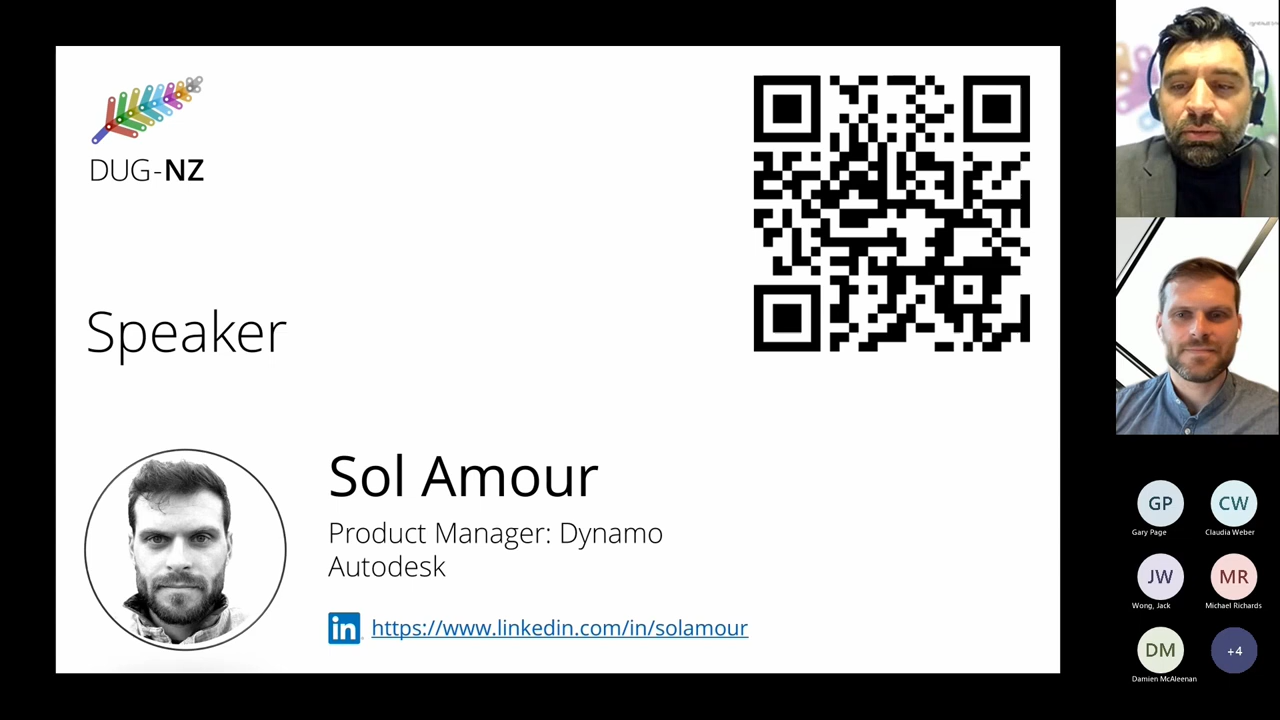 DUG-NZ
Speaker
Sol Amour
Product Manager: Dynamo
Autodesk
in
https://www.linkedin.com/in/solamour
GP
CW
Gary Page
Claudia Weber
JW
MR
Wong, Jack
Michael Richards
DM
+4
Damien McAleenan